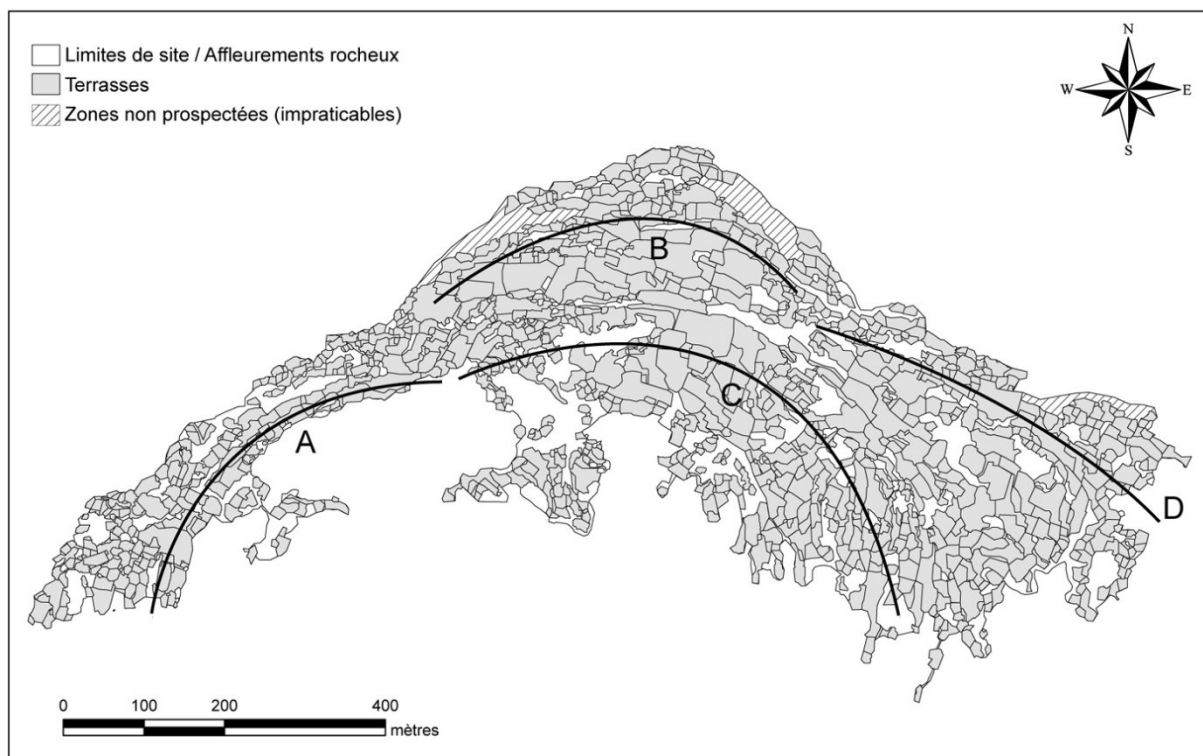 Limites de site / Affleurements rocheux
Terrasses
Zones non prospectées (impraticables)
N
W E
S
B
C
A
D
0 100 200 400
mètres